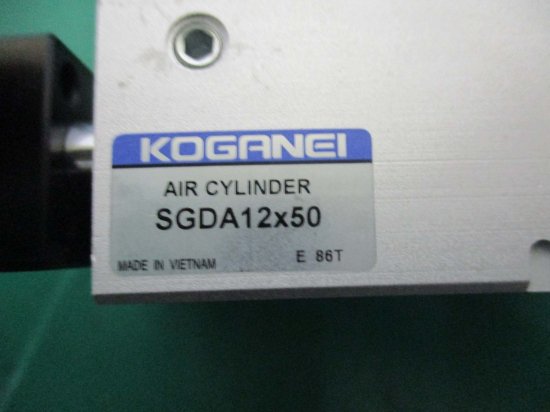 KOGANEI
AIR CYLINDER
SGDA12x50
MADE IN VIETNAM E 86T